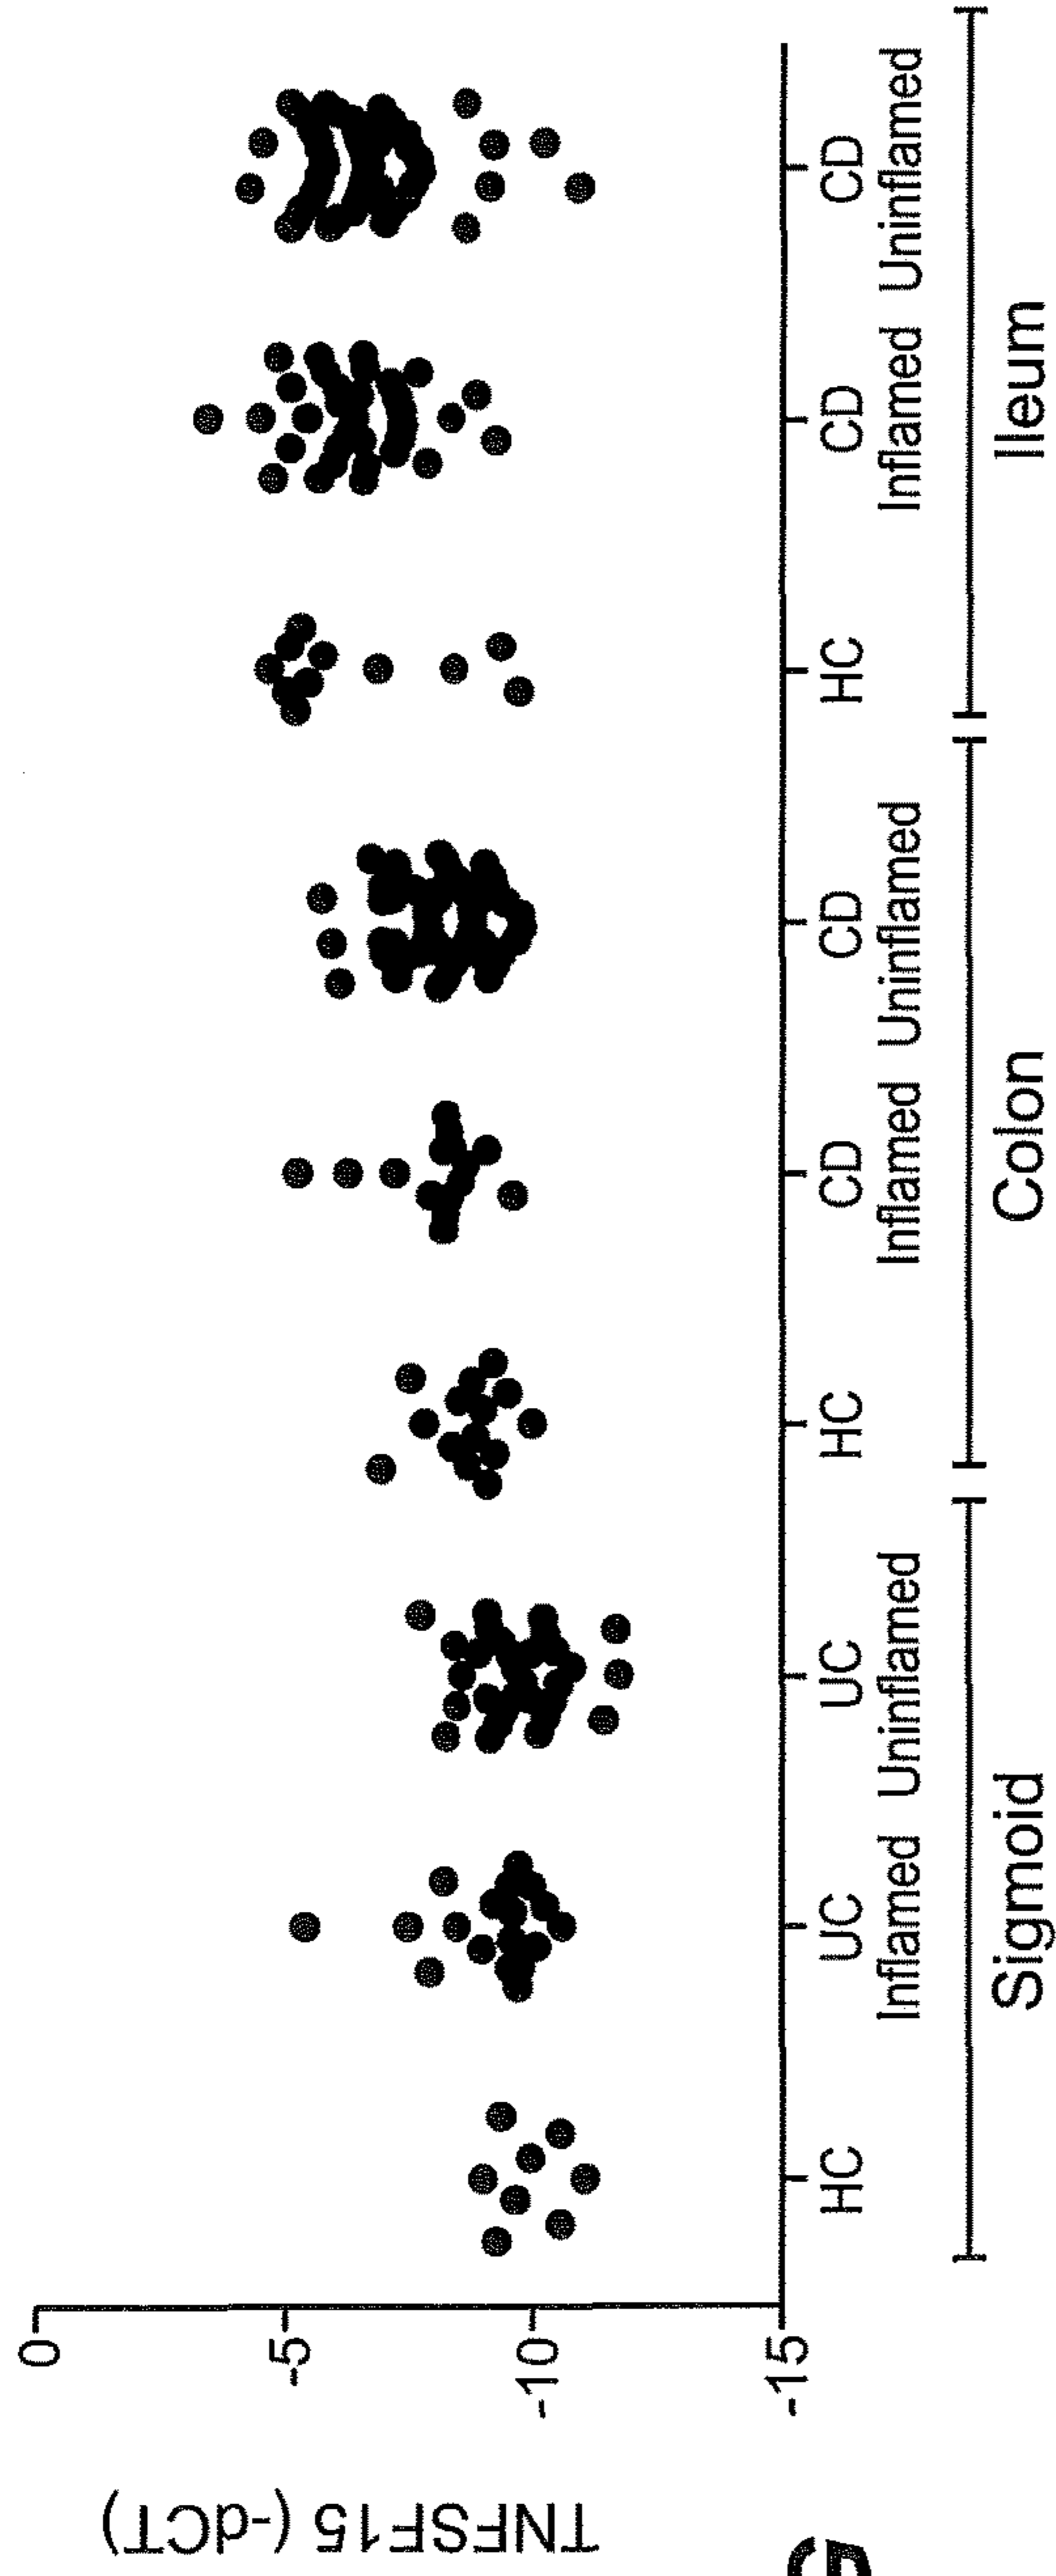 TNFSF15 (-dCT)
0
-5
-10
-15
HC UC UC HC CD CD HC CD CD
Inflamed Uninflamed Inflamed Uninflamed Inflamed Uninflamed
Sigmoid Colon Ileum